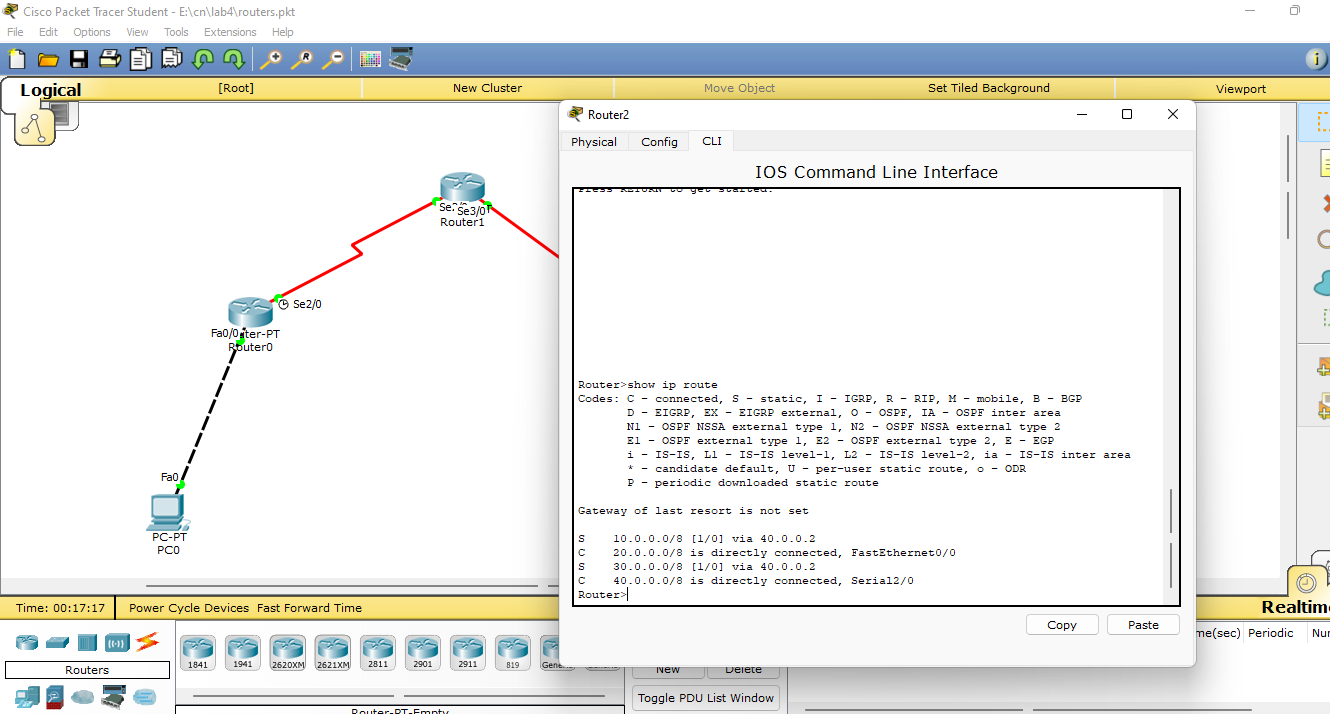 Cisco Packet Tracer Student - E:\cn\lab4\routers.pkt
File Edit Options View Tools Extensions Help
Logical [Root] New Cluster Move Object Set Tiled Background Viewport
Router2
Physical Config CLI
IOS Command Line Interface
Press RETURN to get started.
Router>show ip route
Codes: C - connected, S - static, I - IGRP, R - RIP, M - mobile, B - BGP
D - EIGRP, EX - EIGRP external, O - OSPF, IA - OSPF inter area
N1 - OSPF NSSA external type 1, N2 - OSPF NSSA external type 2
E1 - OSPF external type 1, E2 - OSPF external type 2, E - EGP
i - IS-IS, L1 - IS-IS level-1, L2 - IS-IS level-2, ia - IS-IS inter area
* - candidate default, U - per-user static route, o - ODR
P - periodic downloaded static route
Gateway of last resort is not set
S 10.0.0.0/8 [1/0] via 40.0.0.2
C 20.0.0.0/8 is directly connected, FastEthernet0/0
S 30.0.0.0/8 [1/0] via 40.0.0.2
C 40.0.0.0/8 is directly connected, Serial2/0
Router>
Copy Paste
Se3/0
Router1
Se2/0
Fa0/0
ter-PT
Router0
Fa0
PC-PT
PC0
Time: 00:17:17 Power Cycle Devices Fast Forward Time
Realtime
me(sec) Periodic Nu
Routers
1841 1941 2620XM 2621XM 2811 2901 2911 819 Gene
New Delete
Toggle PDU List Window
Router-PT-Empty